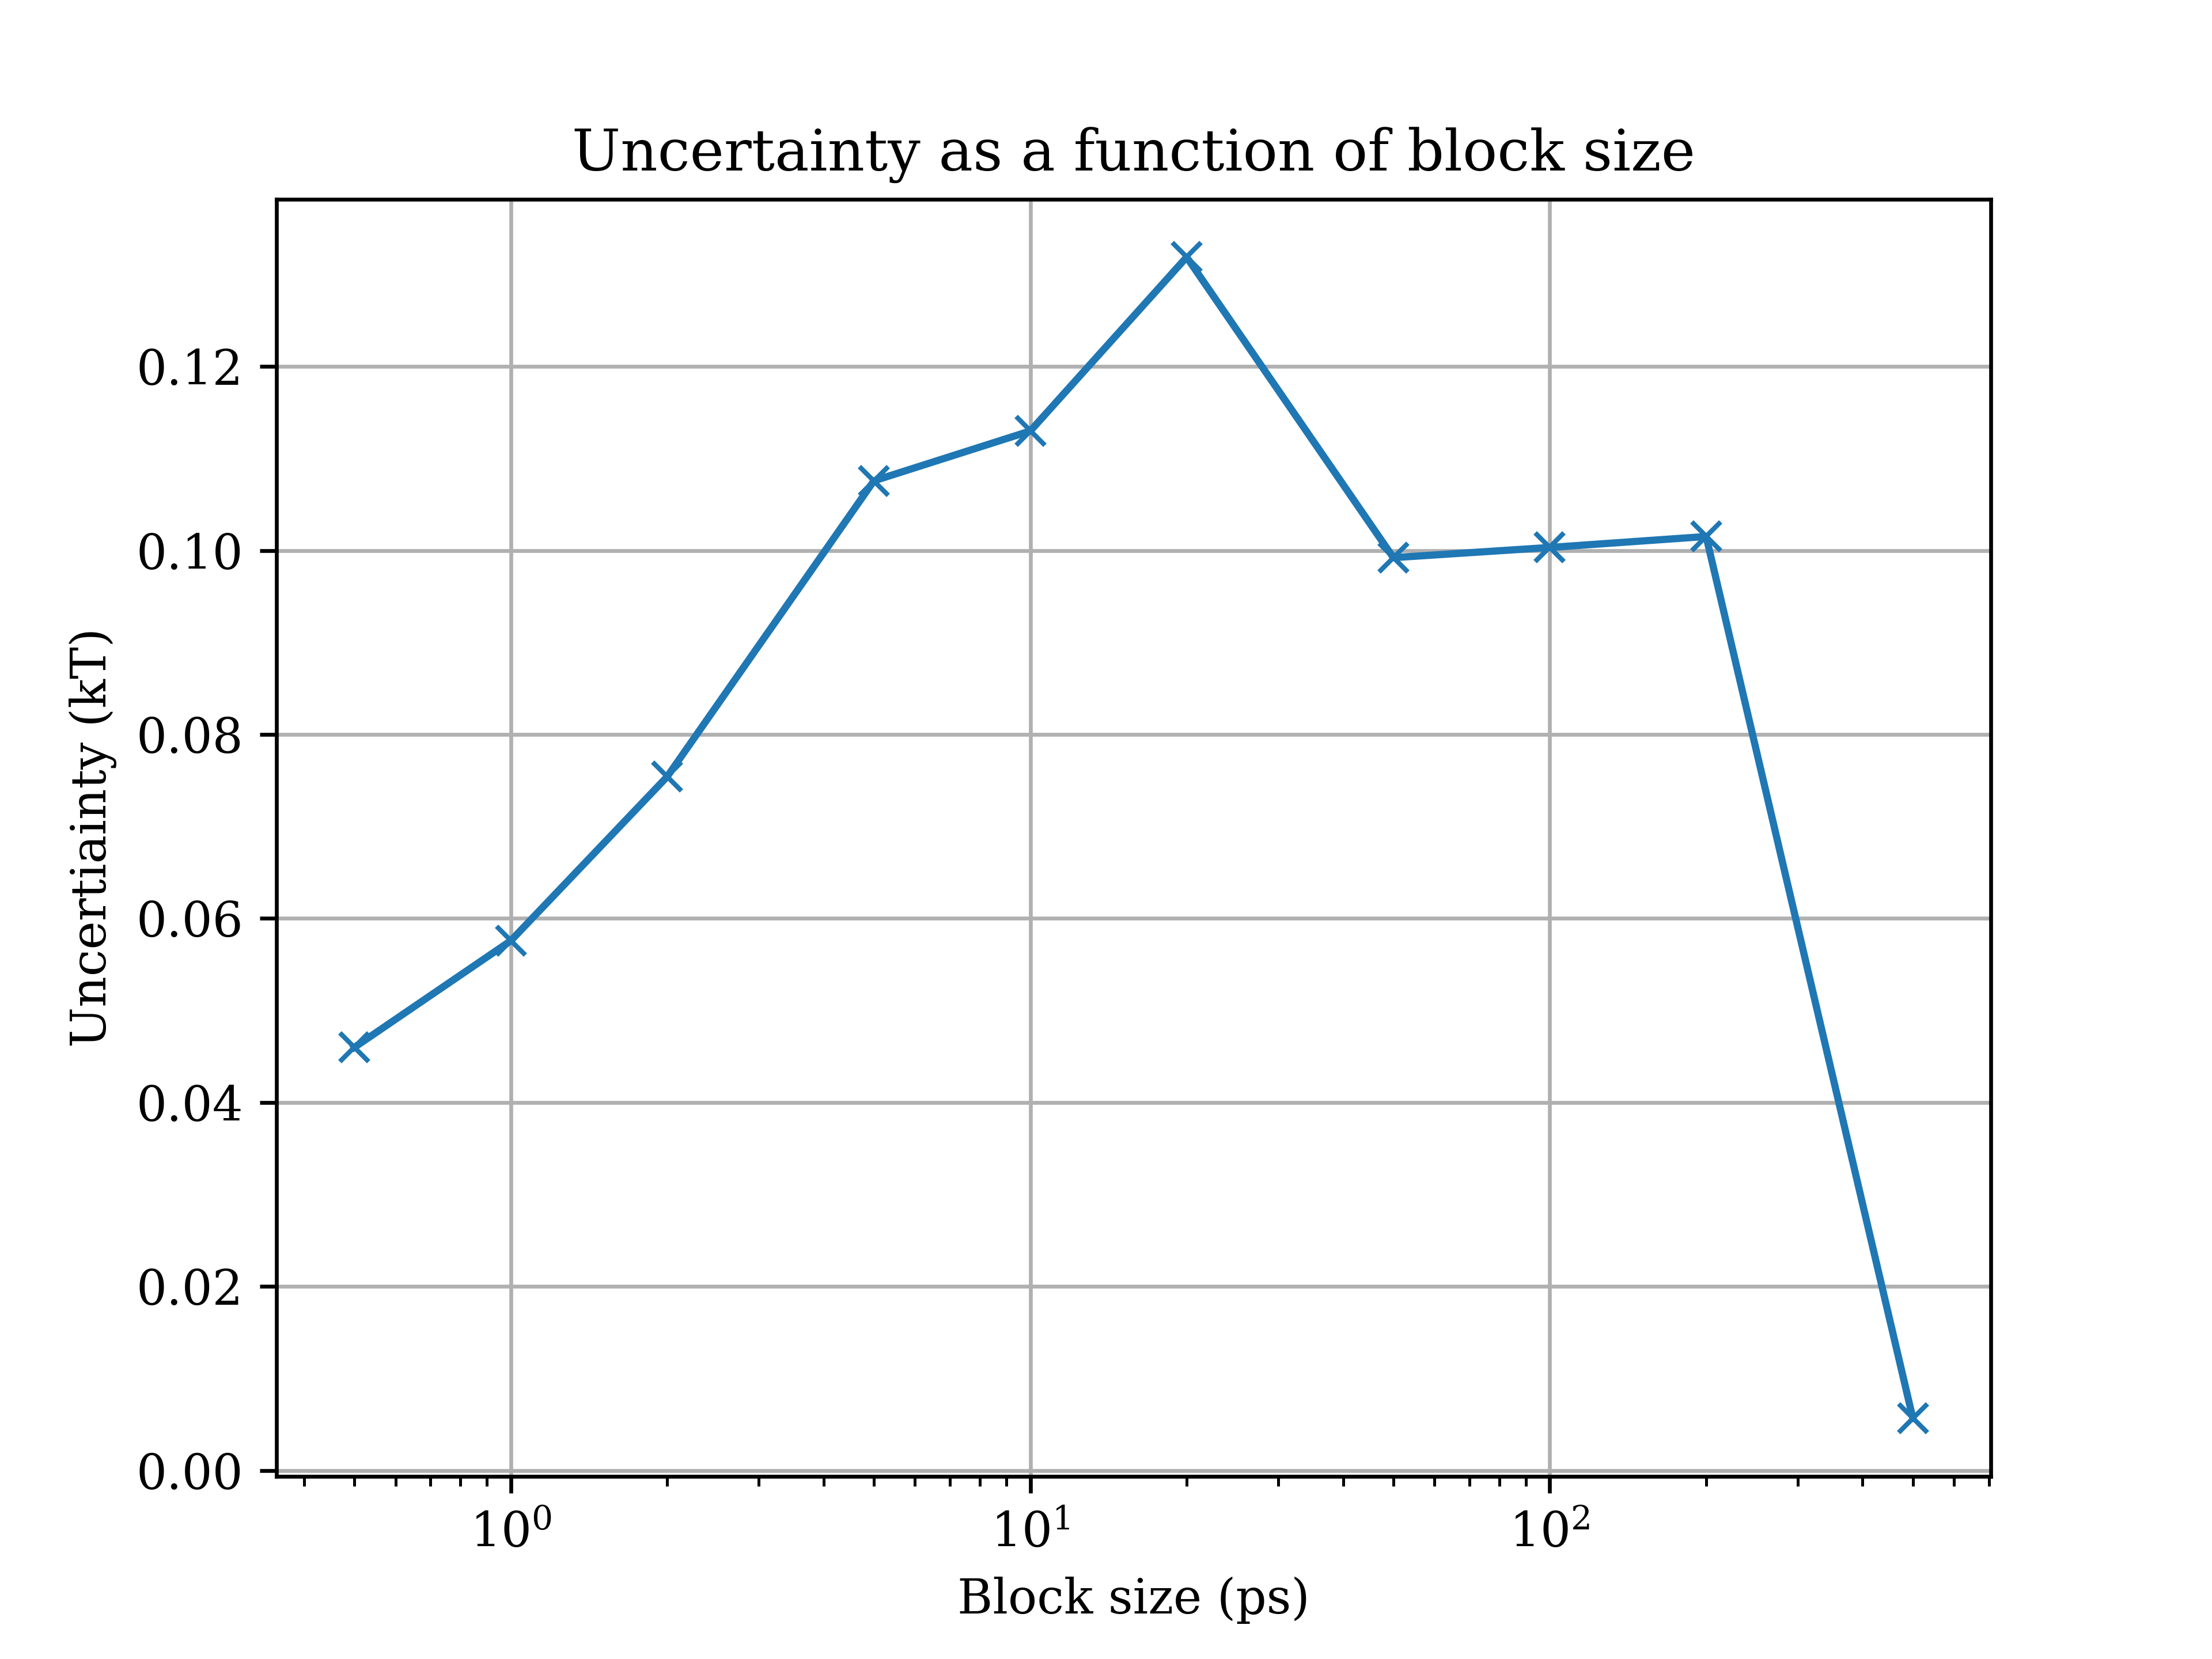 Uncertainty as a function of block size
Uncertiainty (kT)
0.12
0.10
0.08
0.06
0.04
0.02
0.00
10⁰ 10¹ 10²
Block size (ps)